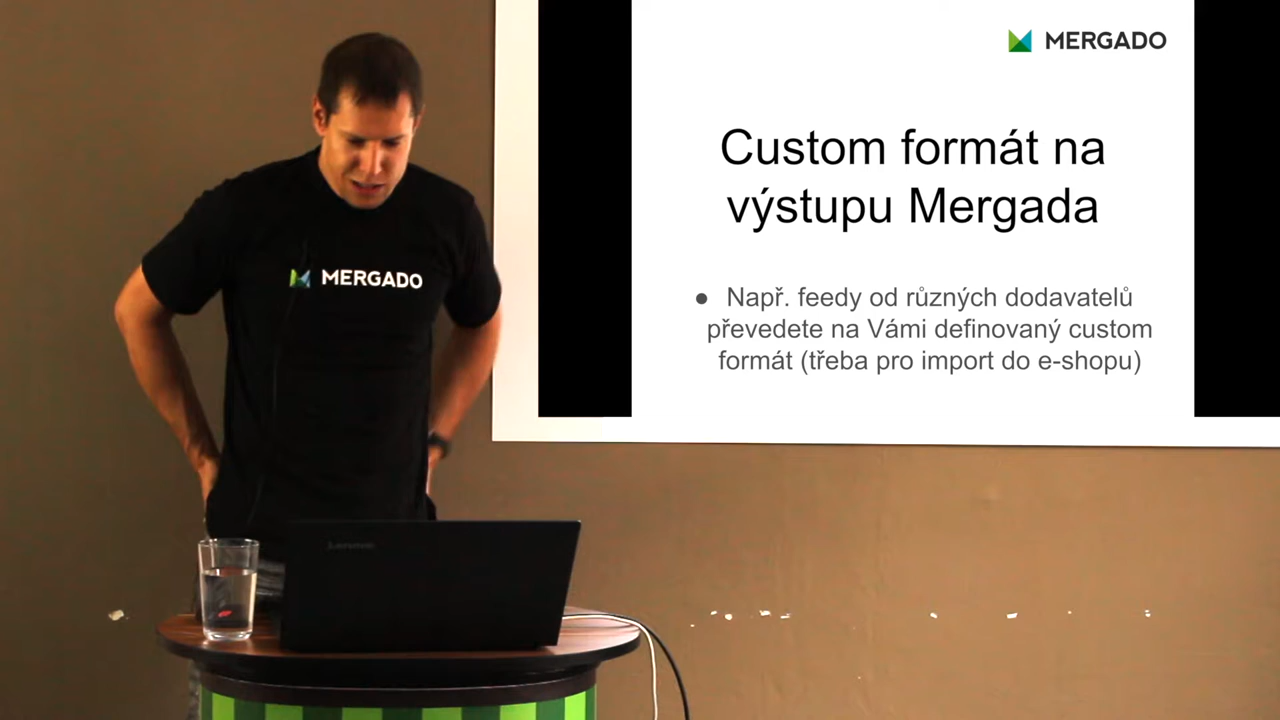 MERGADO
Custom formát na
výstupu Mergada
● Např. feedy od různých dodavatelů
převedete na Vámi definovaný custom
formát (třeba pro import do e-shopu)
MERGADO
Lenovo